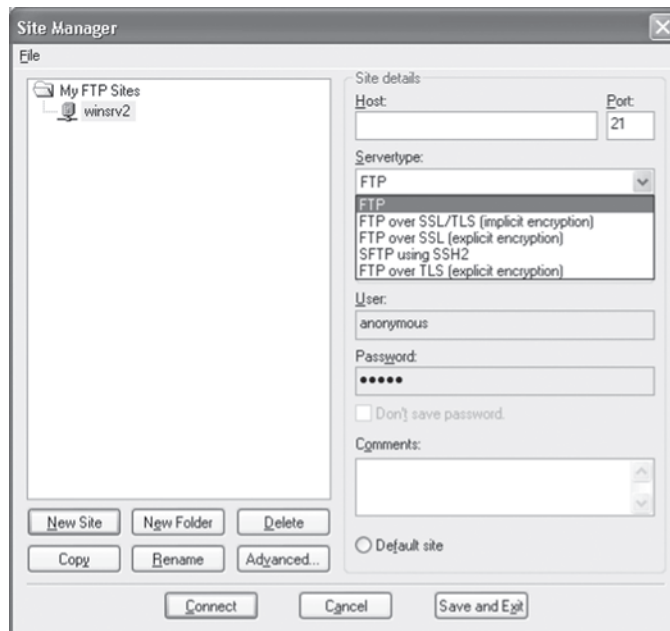 Site Manager
File
My FTP Sites
winsrv2
New Site
New Folder
Delete
Copy
Rename
Advanced...
Site details
Host:
Port:
21
Servertype:
FTP
FTP
FTP over SSL/TLS (implicit encryption)
FTP over SSL (explicit encryption)
SFTP using SSH2
FTP over TLS (explicit encryption)
User:
anonymous
Password:
•••••
Don't save password.
Comments:
Default site
Connect
Cancel
Save and Exit